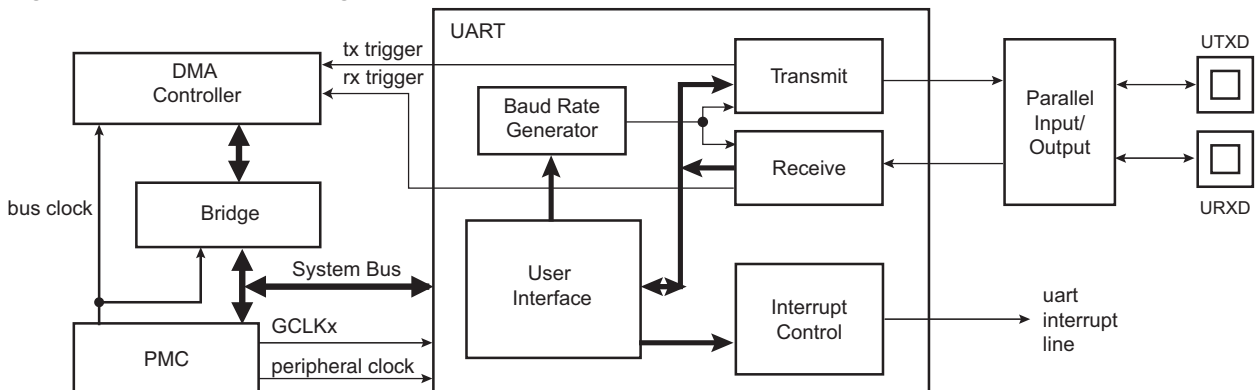 UART
tx trigger
rx trigger
DMA
Controller
Transmit
UTXD
Baud Rate
Generator
Parallel
Input/
Output
Receive
bus clock
Bridge
URXD
System Bus
User
Interface
Interrupt
Control
uart
interrupt
line
GCLKx
PMC
peripheral clock